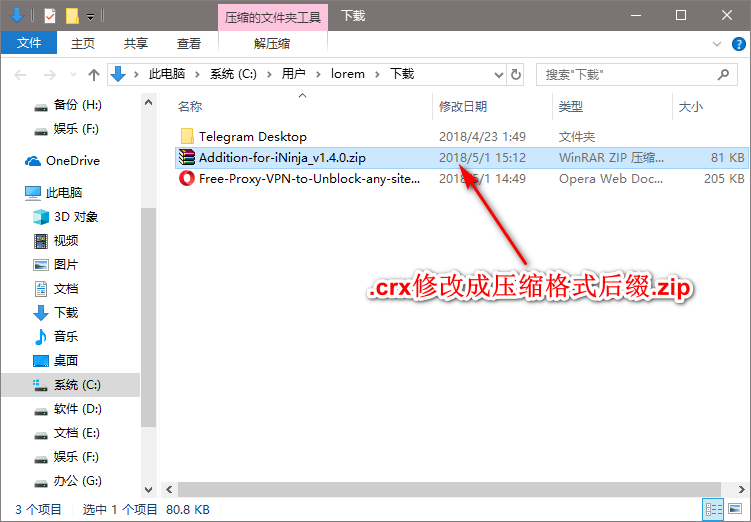 压缩的文件夹工具
下载
文件
主页
共享
查看
解压缩
此电脑
系统 (C:)
用户
lorem
下载
搜索"下载"
备份 (H:)
娱乐 (F:)
OneDrive
此电脑
3D 对象
视频
图片
文档
下载
音乐
桌面
系统 (C:)
软件 (D:)
文档 (E:)
娱乐 (F:)
办公 (G:)
名称
修改日期
类型
大小
Telegram Desktop
2018/4/23 1:49
文件夹
Addition-for-iNinja_v1.4.0.zip
2018/5/1 15:12
WinRAR ZIP 压缩...
81 KB
Free-Proxy-VPN-to-Unblock-any-site...
2018/5/1 14:49
Opera Web Doc...
205 KB
.crx修改成压缩格式后缀.zip
3 个项目
选中 1 个项目
80.8 KB